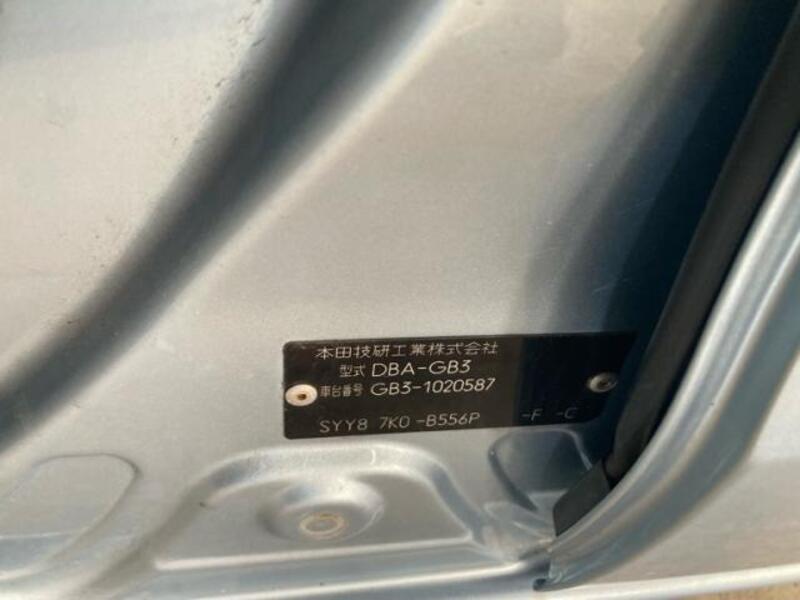 本田技研工業株式会社
型式 DBA-GB3
車台番号 GB3-1020587
SYY8 7K0 -B556P -F -C